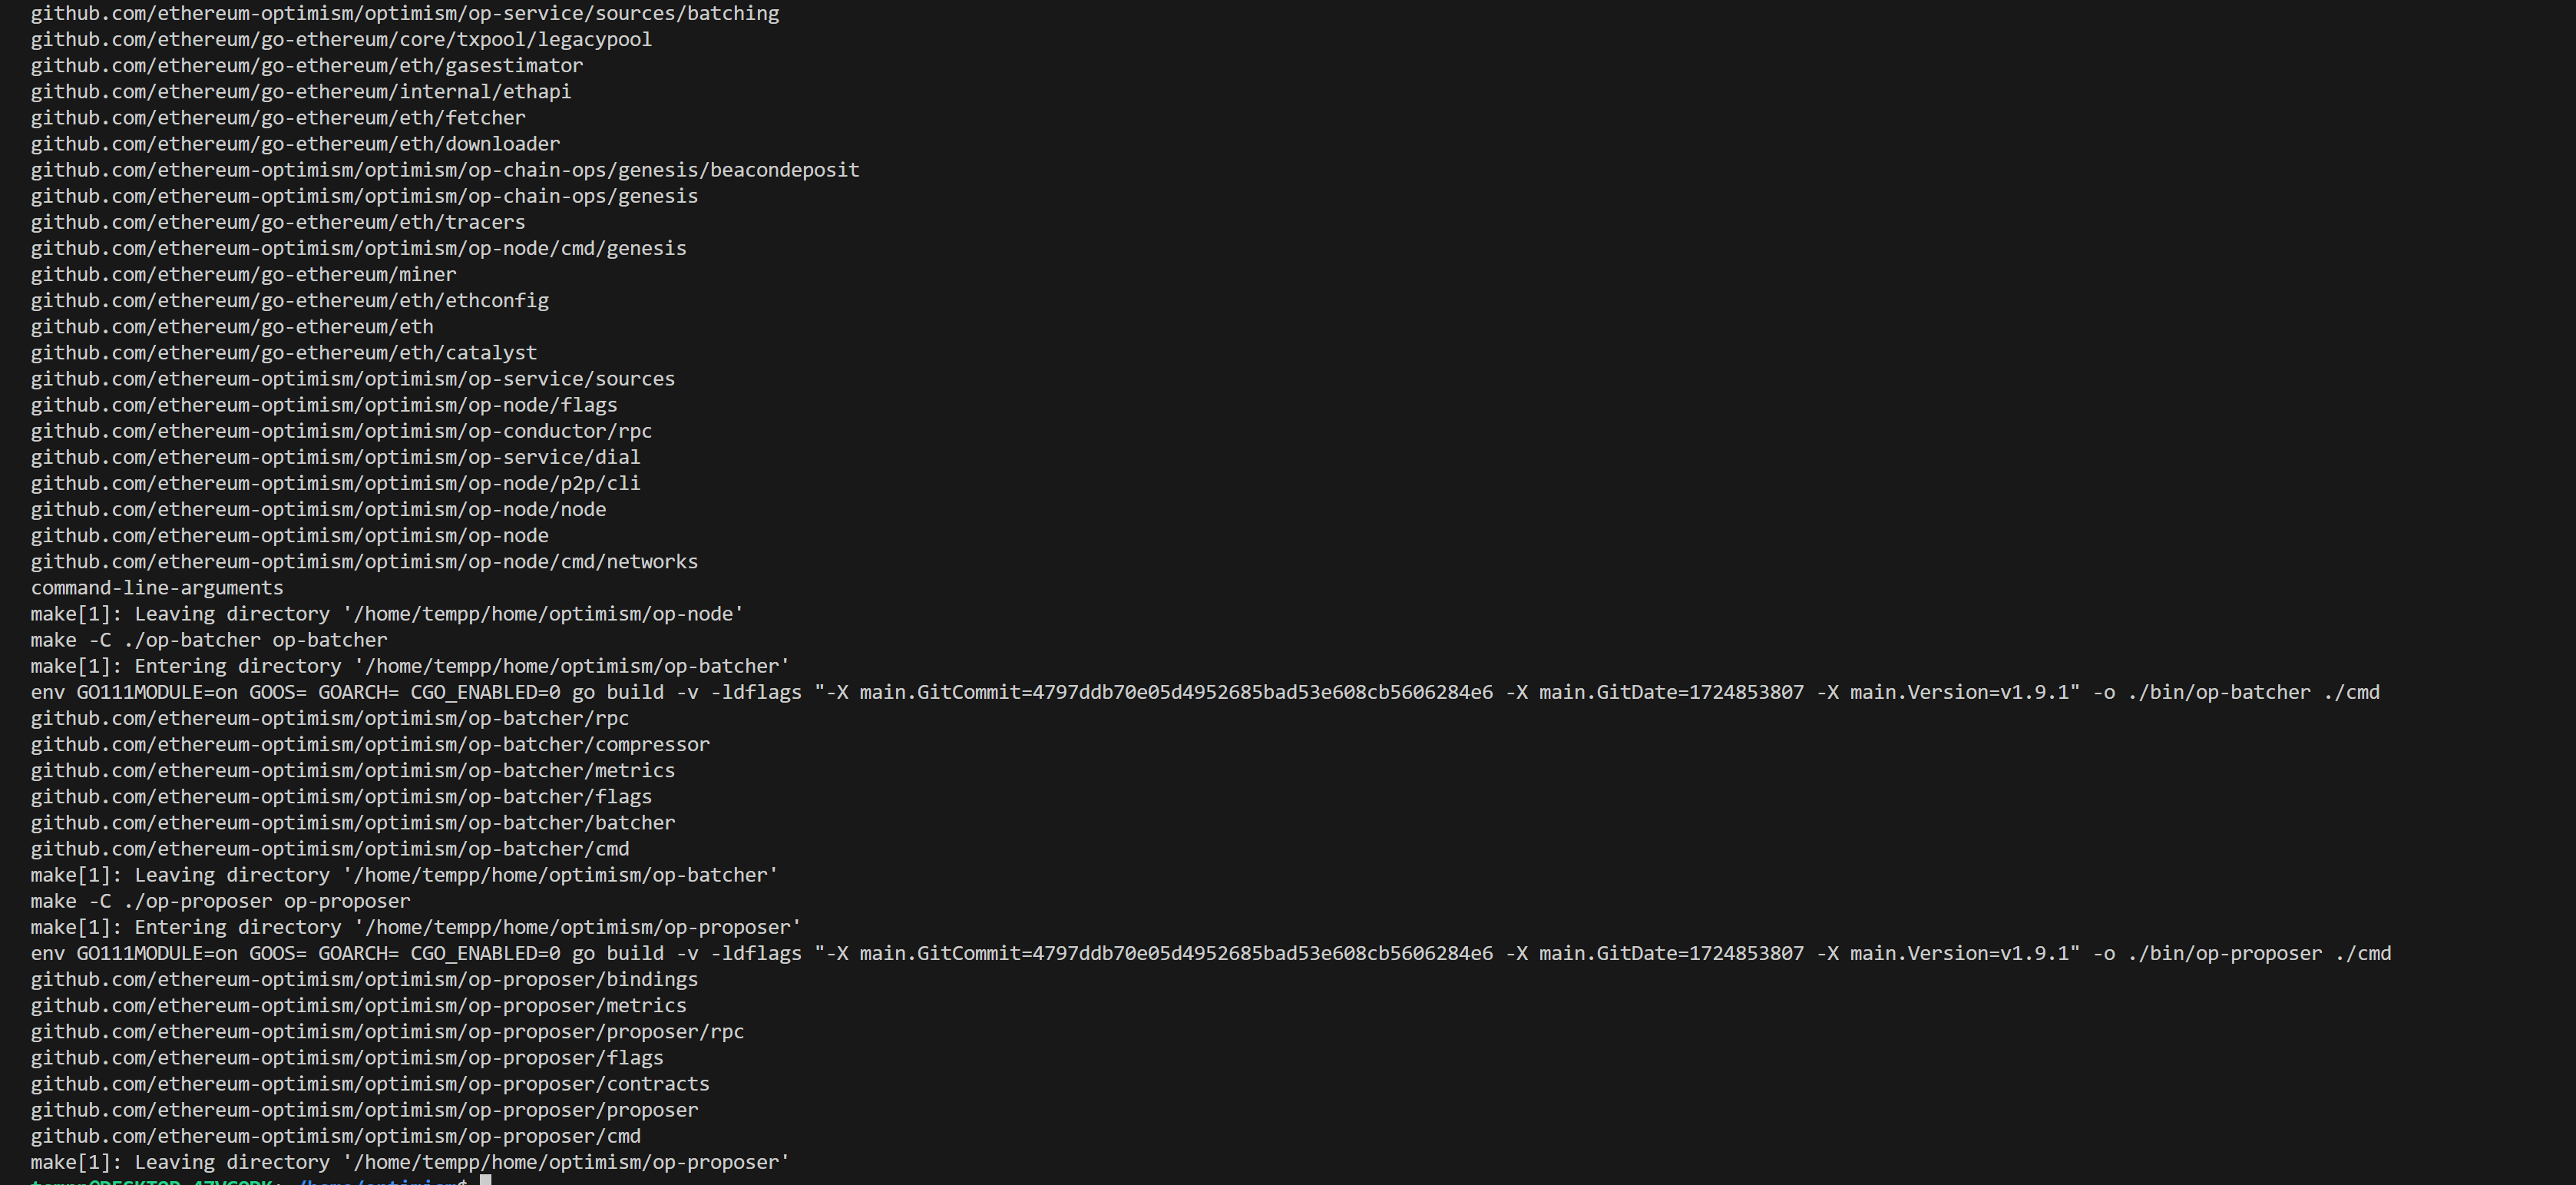 github.com/ethereum-optimism/optimism/op-service/sources/batching
github.com/ethereum/go-ethereum/core/txpool/legacypool
github.com/ethereum/go-ethereum/eth/gasestimator
github.com/ethereum/go-ethereum/internal/ethapi
github.com/ethereum/go-ethereum/eth/fetcher
github.com/ethereum/go-ethereum/eth/downloader
github.com/ethereum-optimism/optimism/op-chain-ops/genesis/beacondeposit
github.com/ethereum-optimism/optimism/op-chain-ops/genesis
github.com/ethereum/go-ethereum/eth/tracers
github.com/ethereum-optimism/optimism/op-node/cmd/genesis
github.com/ethereum/go-ethereum/miner
github.com/ethereum/go-ethereum/eth/ethconfig
github.com/ethereum/go-ethereum/eth
github.com/ethereum/go-ethereum/eth/catalyst
github.com/ethereum-optimism/optimism/op-service/sources
github.com/ethereum-optimism/optimism/op-node/flags
github.com/ethereum-optimism/optimism/op-conductor/rpc
github.com/ethereum-optimism/optimism/op-service/dial
github.com/ethereum-optimism/optimism/op-node/p2p/cli
github.com/ethereum-optimism/optimism/op-node/node
github.com/ethereum-optimism/optimism/op-node
github.com/ethereum-optimism/optimism/op-node/cmd/networks
command-line-arguments
make[1]: Leaving directory '/home/tempp/home/optimism/op-node'
make -C ./op-batcher op-batcher
make[1]: Entering directory '/home/tempp/home/optimism/op-batcher'
env GO111MODULE=on GOOS= GOARCH= CGO_ENABLED=0 go build -v -ldflags "-X main.GitCommit=4797ddb70e05d4952685bad53e608cb5606284e6 -X main.GitDate=1724853807 -X main.Version=v1.9.1" -o ./bin/op-batcher ./cmd
github.com/ethereum-optimism/optimism/op-batcher/rpc
github.com/ethereum-optimism/optimism/op-batcher/compressor
github.com/ethereum-optimism/optimism/op-batcher/metrics
github.com/ethereum-optimism/optimism/op-batcher/flags
github.com/ethereum-optimism/optimism/op-batcher/batcher
github.com/ethereum-optimism/optimism/op-batcher/cmd
make[1]: Leaving directory '/home/tempp/home/optimism/op-batcher'
make -C ./op-proposer op-proposer
make[1]: Entering directory '/home/tempp/home/optimism/op-proposer'
env GO111MODULE=on GOOS= GOARCH= CGO_ENABLED=0 go build -v -ldflags "-X main.GitCommit=4797ddb70e05d4952685bad53e608cb5606284e6 -X main.GitDate=1724853807 -X main.Version=v1.9.1" -o ./bin/op-proposer ./cmd
github.com/ethereum-optimism/optimism/op-proposer/bindings
github.com/ethereum-optimism/optimism/op-proposer/metrics
github.com/ethereum-optimism/optimism/op-proposer/proposer/rpc
github.com/ethereum-optimism/optimism/op-proposer/flags
github.com/ethereum-optimism/optimism/op-proposer/contracts
github.com/ethereum-optimism/optimism/op-proposer/proposer
github.com/ethereum-optimism/optimism/op-proposer/cmd
make[1]: Leaving directory '/home/tempp/home/optimism/op-proposer'